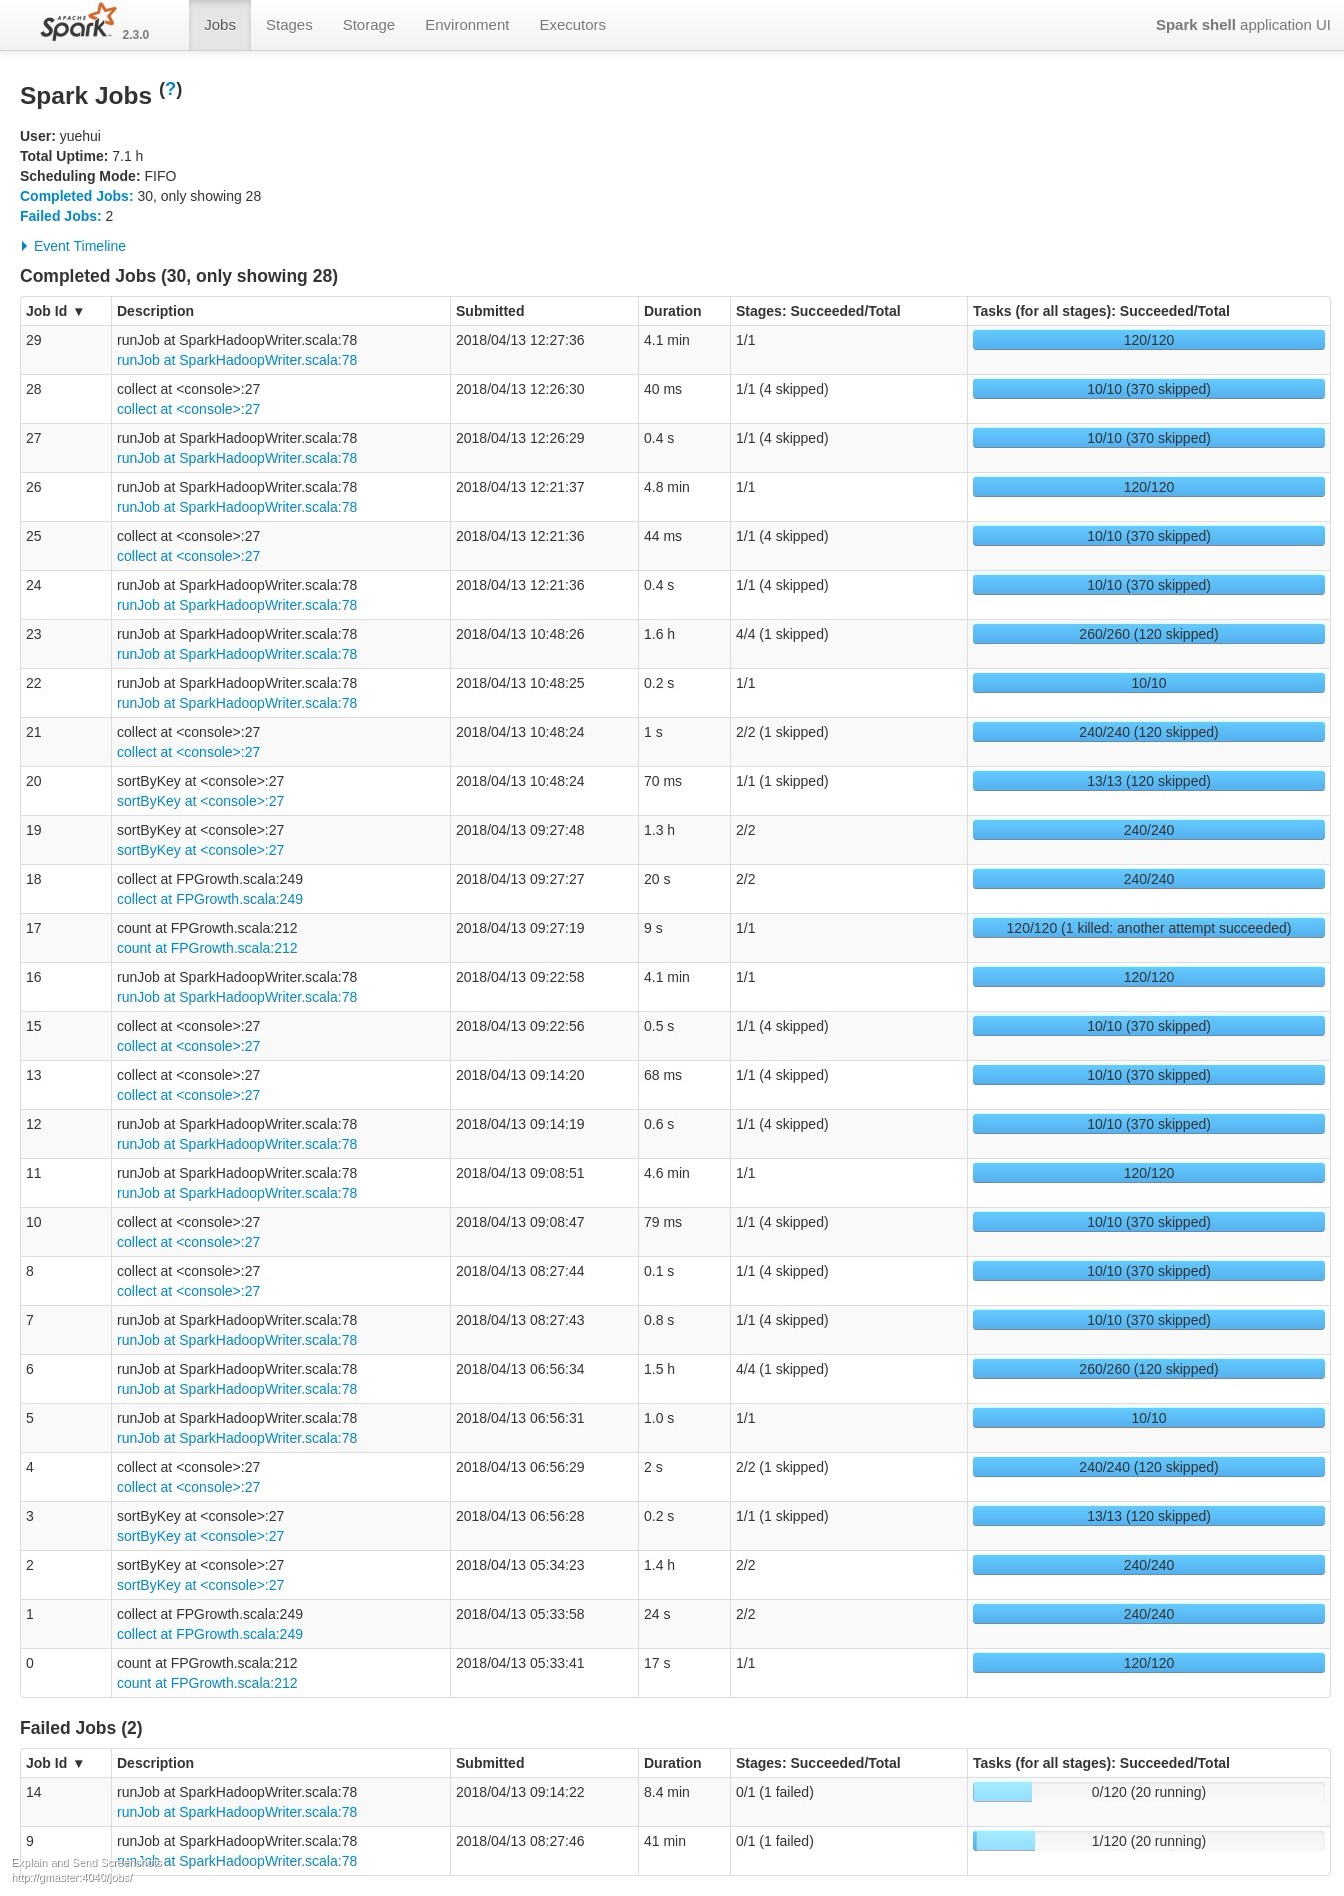 APACHE
Spark 2.3.0 Jobs Stages Storage Environment Executors Spark shell application UI
Spark Jobs (?)
User: yuehui
Total Uptime: 7.1 h
Scheduling Mode: FIFO
Completed Jobs: 30, only showing 28
Failed Jobs: 2
Event Timeline
Completed Jobs (30, only showing 28)
Job Id ▼ Description Submitted Duration Stages: Succeeded/Total Tasks (for all stages): Succeeded/Total
29 runJob at SparkHadoopWriter.scala:78 2018/04/13 12:27:36 4.1 min 1/1 120/120
runJob at SparkHadoopWriter.scala:78
28 collect at <console>:27 2018/04/13 12:26:30 40 ms 1/1 (4 skipped) 10/10 (370 skipped)
collect at <console>:27
27 runJob at SparkHadoopWriter.scala:78 2018/04/13 12:26:29 0.4 s 1/1 (4 skipped) 10/10 (370 skipped)
runJob at SparkHadoopWriter.scala:78
26 runJob at SparkHadoopWriter.scala:78 2018/04/13 12:21:37 4.8 min 1/1 120/120
runJob at SparkHadoopWriter.scala:78
25 collect at <console>:27 2018/04/13 12:21:36 44 ms 1/1 (4 skipped) 10/10 (370 skipped)
collect at <console>:27
24 runJob at SparkHadoopWriter.scala:78 2018/04/13 12:21:36 0.4 s 1/1 (4 skipped) 10/10 (370 skipped)
runJob at SparkHadoopWriter.scala:78
23 runJob at SparkHadoopWriter.scala:78 2018/04/13 10:48:26 1.6 h 4/4 (1 skipped) 260/260 (120 skipped)
runJob at SparkHadoopWriter.scala:78
22 runJob at SparkHadoopWriter.scala:78 2018/04/13 10:48:25 0.2 s 1/1 10/10
runJob at SparkHadoopWriter.scala:78
21 collect at <console>:27 2018/04/13 10:48:24 1 s 2/2 (1 skipped) 240/240 (120 skipped)
collect at <console>:27
20 sortByKey at <console>:27 2018/04/13 10:48:24 70 ms 1/1 (1 skipped) 13/13 (120 skipped)
sortByKey at <console>:27
19 sortByKey at <console>:27 2018/04/13 09:27:48 1.3 h 2/2 240/240
sortByKey at <console>:27
18 collect at FPGrowth.scala:249 2018/04/13 09:27:27 20 s 2/2 240/240
collect at FPGrowth.scala:249
17 count at FPGrowth.scala:212 2018/04/13 09:27:19 9 s 1/1 120/120 (1 killed: another attempt succeeded)
count at FPGrowth.scala:212
16 runJob at SparkHadoopWriter.scala:78 2018/04/13 09:22:58 4.1 min 1/1 120/120
runJob at SparkHadoopWriter.scala:78
15 collect at <console>:27 2018/04/13 09:22:56 0.5 s 1/1 (4 skipped) 10/10 (370 skipped)
collect at <console>:27
13 collect at <console>:27 2018/04/13 09:14:20 68 ms 1/1 (4 skipped) 10/10 (370 skipped)
collect at <console>:27
12 runJob at SparkHadoopWriter.scala:78 2018/04/13 09:14:19 0.6 s 1/1 (4 skipped) 10/10 (370 skipped)
runJob at SparkHadoopWriter.scala:78
11 runJob at SparkHadoopWriter.scala:78 2018/04/13 09:08:51 4.6 min 1/1 120/120
runJob at SparkHadoopWriter.scala:78
10 collect at <console>:27 2018/04/13 09:08:47 79 ms 1/1 (4 skipped) 10/10 (370 skipped)
collect at <console>:27
8 collect at <console>:27 2018/04/13 08:27:44 0.1 s 1/1 (4 skipped) 10/10 (370 skipped)
collect at <console>:27
7 runJob at SparkHadoopWriter.scala:78 2018/04/13 08:27:43 0.8 s 1/1 (4 skipped) 10/10 (370 skipped)
runJob at SparkHadoopWriter.scala:78
6 runJob at SparkHadoopWriter.scala:78 2018/04/13 06:56:34 1.5 h 4/4 (1 skipped) 260/260 (120 skipped)
runJob at SparkHadoopWriter.scala:78
5 runJob at SparkHadoopWriter.scala:78 2018/04/13 06:56:31 1.0 s 1/1 10/10
runJob at SparkHadoopWriter.scala:78
4 collect at <console>:27 2018/04/13 06:56:29 2 s 2/2 (1 skipped) 240/240 (120 skipped)
collect at <console>:27
3 sortByKey at <console>:27 2018/04/13 06:56:28 0.2 s 1/1 (1 skipped) 13/13 (120 skipped)
sortByKey at <console>:27
2 sortByKey at <console>:27 2018/04/13 05:34:23 1.4 h 2/2 240/240
sortByKey at <console>:27
1 collect at FPGrowth.scala:249 2018/04/13 05:33:58 24 s 2/2 240/240
collect at FPGrowth.scala:249
0 count at FPGrowth.scala:212 2018/04/13 05:33:41 17 s 1/1 120/120
count at FPGrowth.scala:212
Failed Jobs (2)
Job Id ▼ Description Submitted Duration Stages: Succeeded/Total Tasks (for all stages): Succeeded/Total
14 runJob at SparkHadoopWriter.scala:78 2018/04/13 09:14:22 8.4 min 0/1 (1 failed) 0/120 (20 running)
runJob at SparkHadoopWriter.scala:78
9 runJob at SparkHadoopWriter.scala:78 2018/04/13 08:27:46 41 min 0/1 (1 failed) 1/120 (20 running)
runJob at SparkHadoopWriter.scala:78
Explain and Send Screenshots
http://gmaster:4040/jobs/